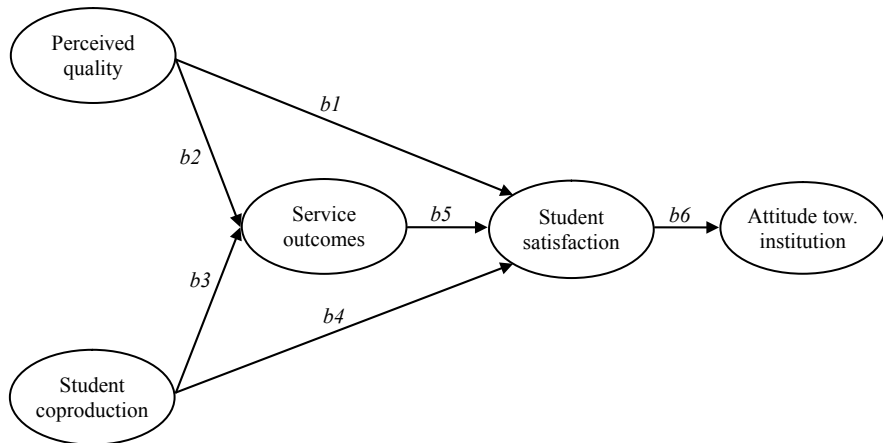 Perceived
quality
b1
b2
Service
outcomes
b5
Student
satisfaction
b6
Attitude tow.
institution
b3
b4
Student
coproduction